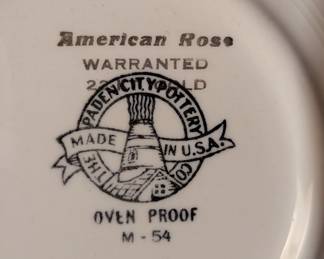 American Rose
WARRANTED
22 GOLD
THE PADEN CITY POTTERY CO.
MADE IN U.S.A.
OVEN PROOF
M - 54